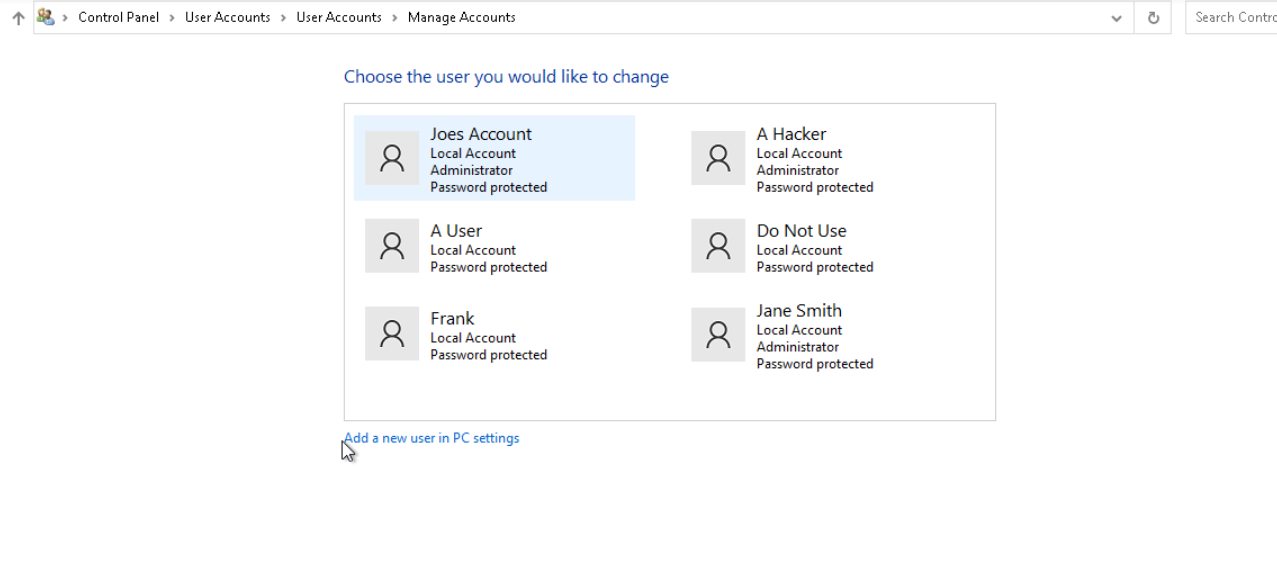 Control Panel > User Accounts > User Accounts > Manage Accounts
Search Contro
Choose the user you would like to change
Joes Account
Local Account
Administrator
Password protected
A Hacker
Local Account
Administrator
Password protected
A User
Local Account
Password protected
Do Not Use
Local Account
Password protected
Frank
Local Account
Password protected
Jane Smith
Local Account
Administrator
Password protected
Add a new user in PC settings